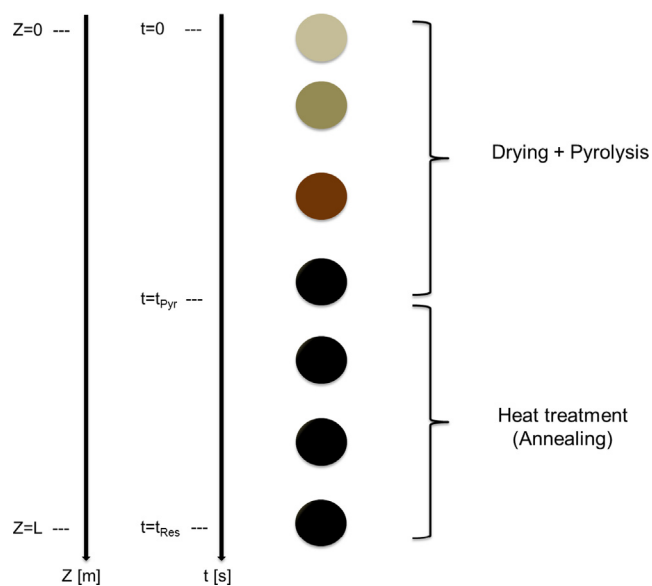 Z=0 ---
t=0 ---
Drying + Pyrolysis
t=tPyr ---
Heat treatment
(Annealing)
Z=L ---
t=tRes ---
Z [m]
t [s]